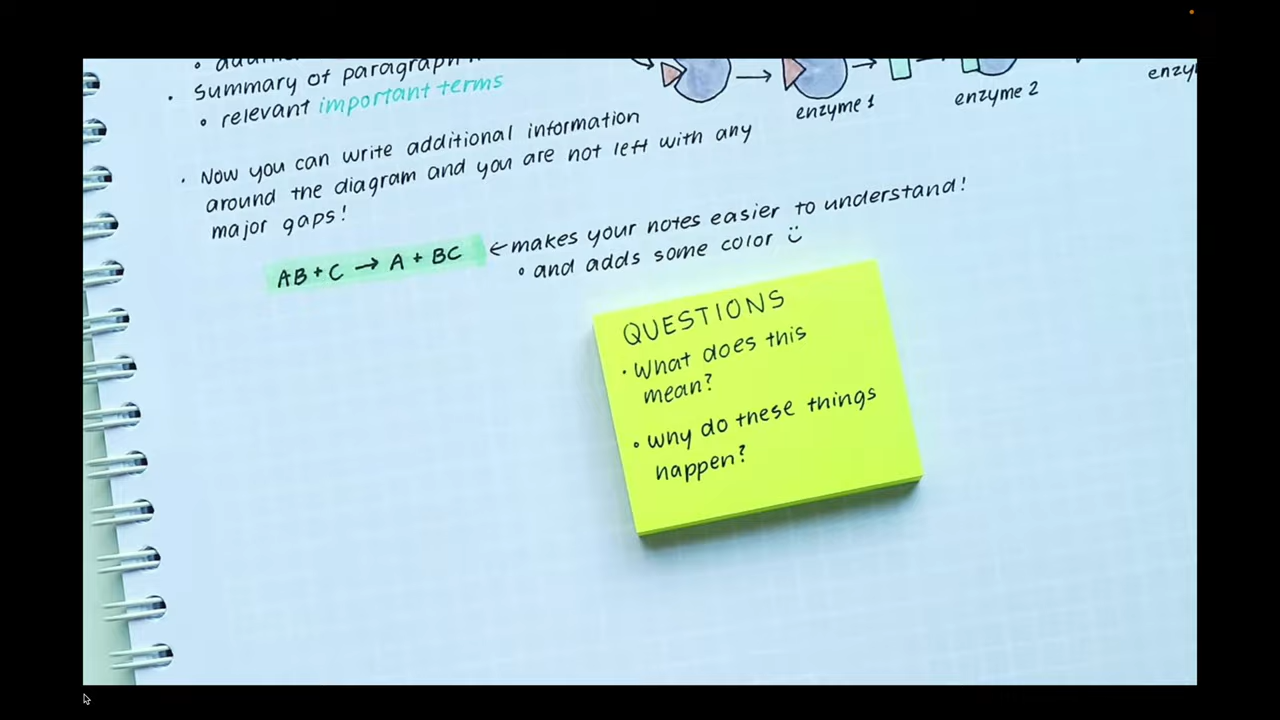 Summary of paragraph
relevant important terms
Now you can write additional information
around the diagram and you are not left with any
major gaps!
AB + C → A + BC
← makes your notes easier to understand!
and adds some color
enzyme 1
enzyme 2
QUESTIONS
• What does this
mean?
• Why do these things
happen?